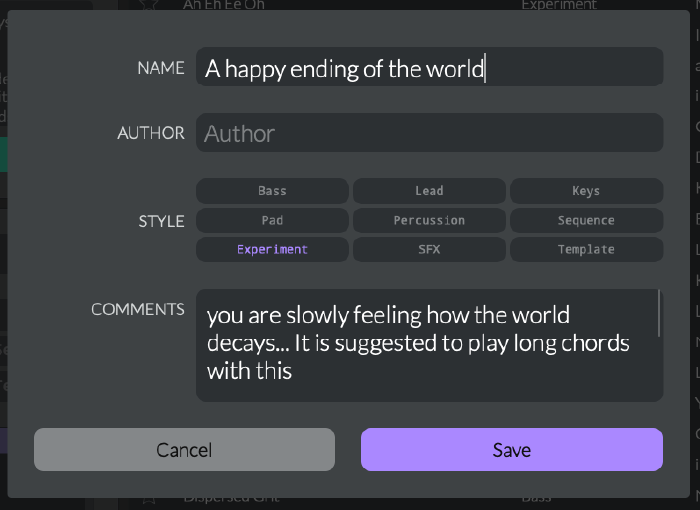 An Eh Ee Oh Experiment
NAME A happy ending of the world
AUTHOR Author
Bass Lead Keys
STYLE Pad Percussion Sequence
Experiment SFX Template
COMMENTS you are slowly feeling how the world
decays... It is suggested to play long chords
with this
Cancel Save
Dispersed Grit Bass